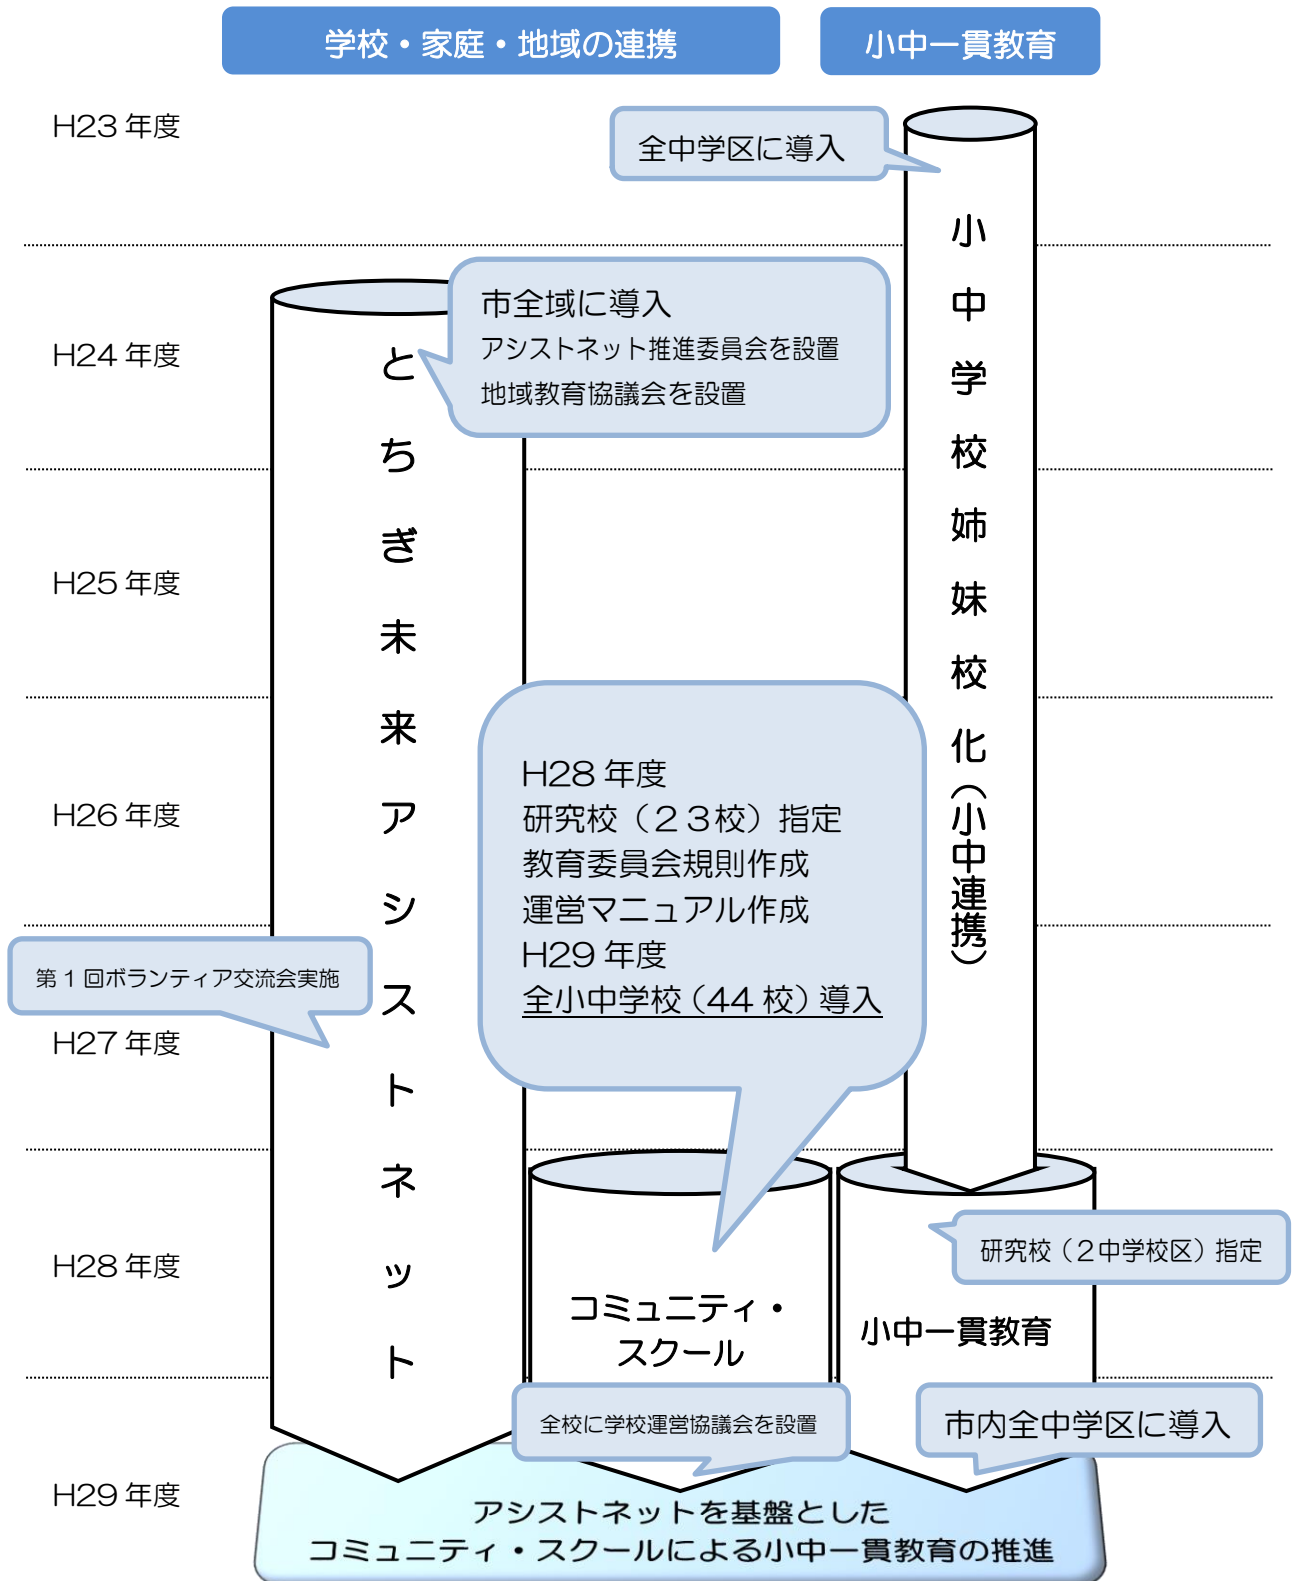 学校・家庭・地域の連携
小中一貫教育
H23 年度
全中学区に導入
小中学校姉妹校化(小中連携)
H24 年度
市全域に導入
アシストネット推進委員会を設置
地域教育協議会を設置
とちぎ未来アシストネット
H25 年度
H26 年度
H28 年度
研究校（２３校）指定
教育委員会規則作成
運営マニュアル作成
H29 年度
全小中学校（44 校）導入
第 1 回ボランティア交流会実施
H27 年度
H28 年度
コミュニティ・
スクール
研究校（２中学校区）指定
小中一貫教育
全校に学校運営協議会を設置
市内全中学区に導入
H29 年度
アシストネットを基盤とした
コミュニティ・スクールによる小中一貫教育の推進